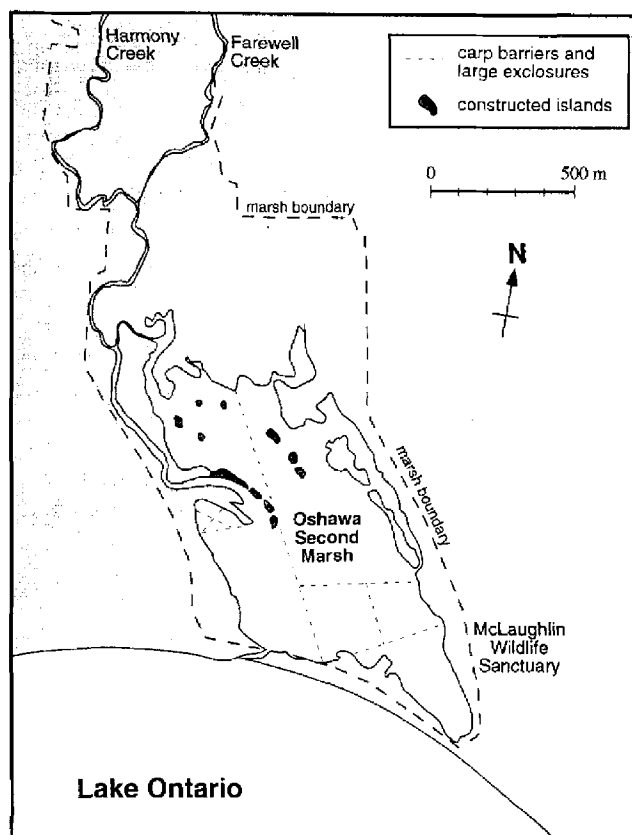 Harmony
Creek
Farewell
Creek
carp barriers and
large exclosures
constructed islands
0 500 m
marsh boundary
N
marsh boundary
Oshawa
Second
Marsh
McLaughlin
Wildlife
Sanctuary
Lake Ontario